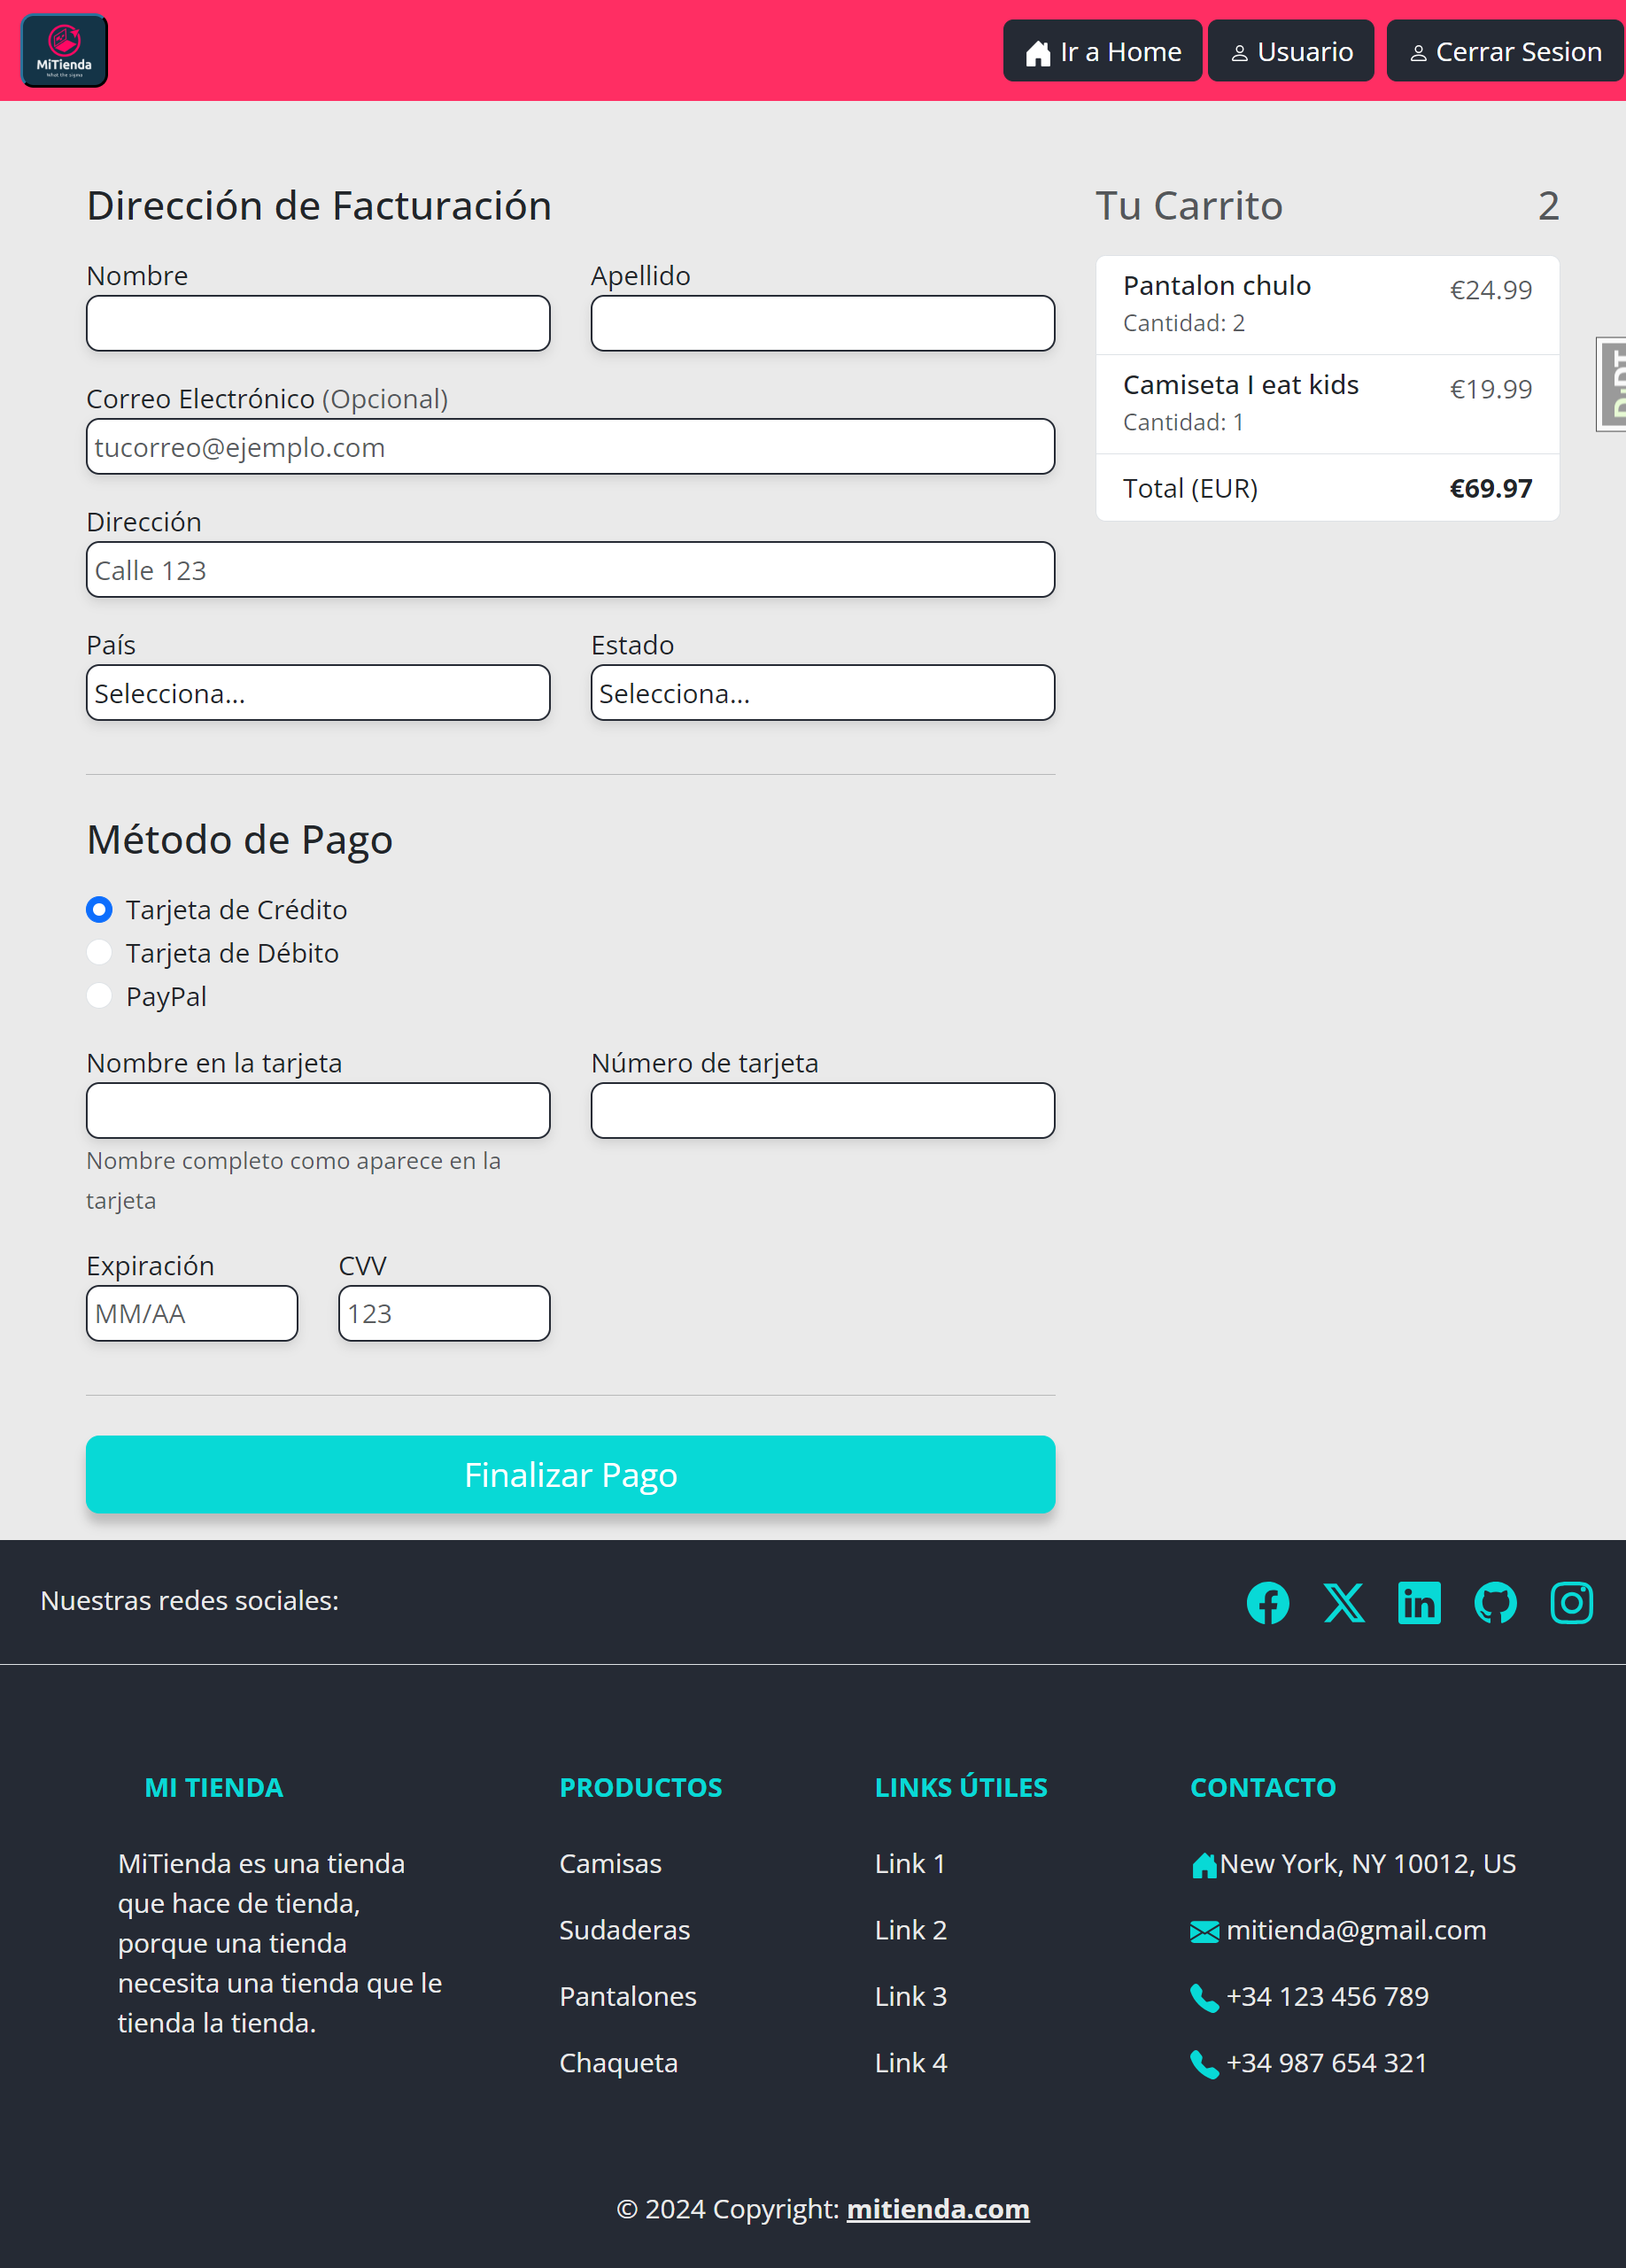 MiTienda
What the sigma
Ir a Home
Usuario
Cerrar Sesion
Dirección de Facturación
Nombre
Apellido
Correo Electrónico (Opcional)
tucorreo@ejemplo.com
Dirección
Calle 123
País
Estado
Selecciona...
Selecciona...
Método de Pago
Tarjeta de Crédito
Tarjeta de Débito
PayPal
Nombre en la tarjeta
Número de tarjeta
Nombre completo como aparece en la
tarjeta
Expiración
CVV
MM/AA
123
Finalizar Pago
Tu Carrito
2
Pantalon chulo
€24.99
Cantidad: 2
Camiseta I eat kids
€19.99
Cantidad: 1
Total (EUR)
€69.97
Nuestras redes sociales:
MI TIENDA
MiTienda es una tienda
que hace de tienda,
porque una tienda
necesita una tienda que le
tienda la tienda.
PRODUCTOS
Camisas
Sudaderas
Pantalones
Chaqueta
LINKS ÚTILES
Link 1
Link 2
Link 3
Link 4
CONTACTO
New York, NY 10012, US
mitienda@gmail.com
+34 123 456 789
+34 987 654 321
© 2024 Copyright: mitienda.com